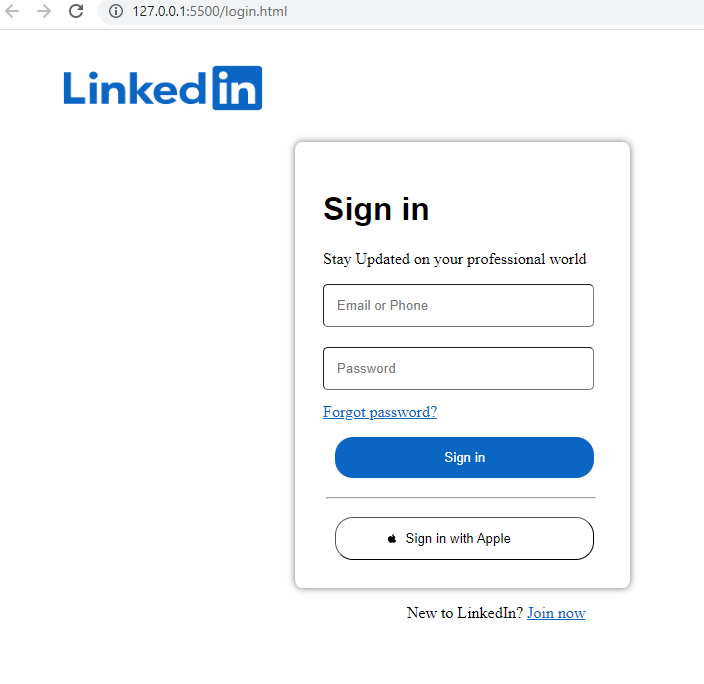 127.0.0.1:5500/login.html
Linkedin
Sign in
Stay Updated on your professional world
Email or Phone
Password
Forgot password?
Sign in
Sign in with Apple
New to LinkedIn? Join now